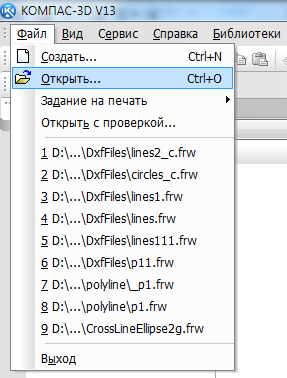 КОМПАС-3D V13
Файл Вид Сервис Справка Библиотеки
Создать... Ctrl+N
Открыть... Ctrl+O
Задание на печать
Открыть с проверкой...
1 D:\...\DxfFiles\lines2_c.frw
2 D:\...\DxfFiles\circles_c.frw
3 D:\...\DxfFiles\lines1.frw
4 D:\...\DxfFiles\lines.frw
5 D:\...\DxfFiles\lines111.frw
6 D:\...\DxfFiles\p11.frw
7 D:\...\polyline\_p1.frw
8 D:\...\polyline\p1.frw
9 D:\...\CrossLineEllipse2g.frw
Выход